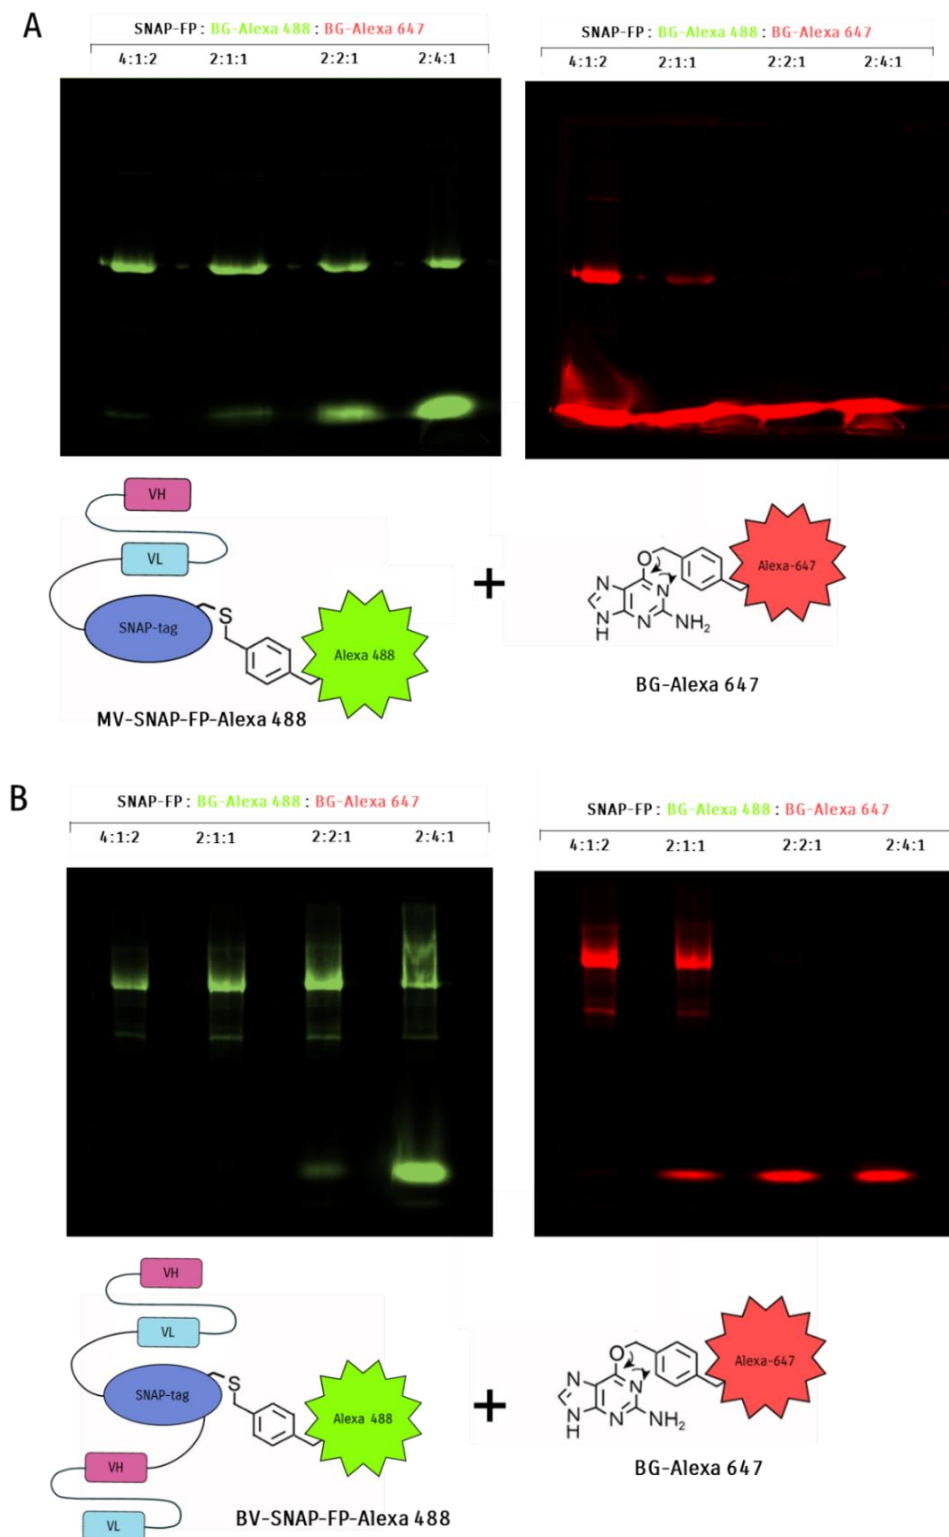 A
SNAP-FP : BG-Alexa 488 : BG-Alexa 647
4:1:2 2:1:1 2:2:1 2:4:1
SNAP-FP : BG-Alexa 488 : BG-Alexa 647
4:1:2 2:1:1 2:2:1 2:4:1
VH
VL
SNAP-tag
S
Alexa 488
MV-SNAP-FP-Alexa 488
+
O
N
N
N
H
N
NH2
Alexa-647
BG-Alexa 647
B
SNAP-FP : BG-Alexa 488 : BG-Alexa 647
4:1:2 2:1:1 2:2:1 2:4:1
SNAP-FP : BG-Alexa 488 : BG-Alexa 647
4:1:2 2:1:1 2:2:1 2:4:1
VH
VL
SNAP-tag
S
Alexa 488
VH
VL
BV-SNAP-FP-Alexa 488
+
O
N
N
N
H
N
NH2
Alexa-647
BG-Alexa 647